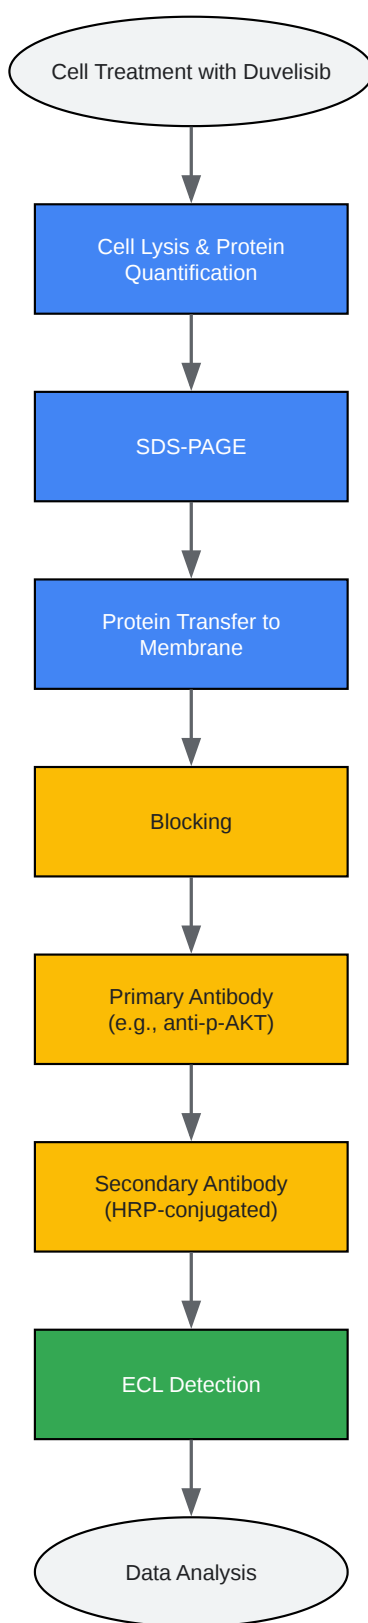 Cell Treatment with Duvelisib
Cell Lysis & Protein
Quantification
SDS-PAGE
Protein Transfer to
Membrane
Blocking
Primary Antibody
(e.g., anti-p-AKT)
Secondary Antibody
(HRP-conjugated)
ECL Detection
Data Analysis